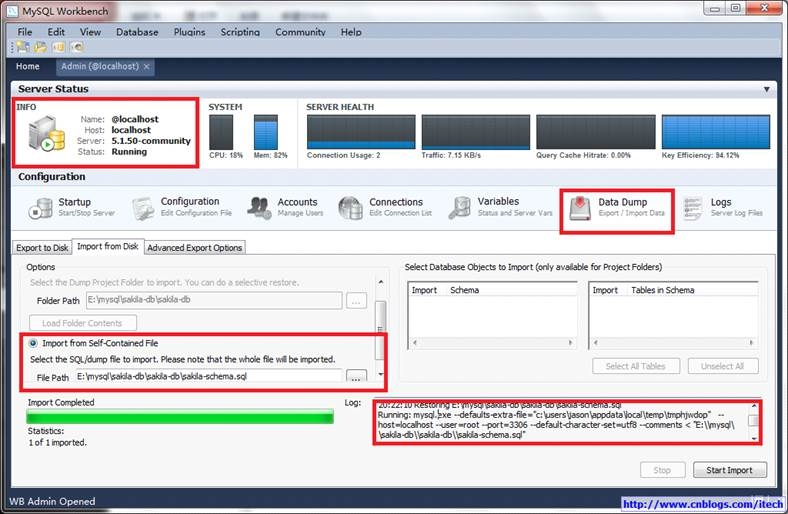 MySQL Workbench
File Edit View Database Plugins Scripting Community Help
Home Admin (@localhost)
Server Status
INFO
Name: @localhost
Host: localhost
Server: 5.1.50-community
Status: Running
SYSTEM
CPU: 18% Mem: 82%
SERVER HEALTH
Connection Usage: 2 Traffic: 7.15 KB/s Query Cache Hitrate: 0.00% Key Efficiency: 94.12%
Configuration
Startup
Start/Stop Server
Configuration
Edit Configuration File
Accounts
Manage Users
Connections
Edit Connection List
Variables
Status and Server Vars
Data Dump
Export / Import Data
Logs
Server Log Files
Export to Disk Import from Disk Advanced Export Options
Options
Select the Dump Project Folder to import. You can do a selective restore.
Folder Path E:\mysql\sakila-db\sakila-db ...
Load Folder Contents
Import from Self-Contained File
Select the SQL/dump file to import. Please note that the whole file will be imported.
File Path E:\mysql\sakila-db\sakila-db\sakila-schema.sql ...
Select Database Objects to Import (only available for Project Folders)
Import Schema
Import Tables in Schema
Select All Tables Unselect All
Import Completed
Statistics:
1 of 1 imported.
Log:
20:22:10 Restoring E:\mysql\sakila-db\sakila-db\sakila-schema.sql
Running: mysql.exe --defaults-extra-file="c:\users\jason\appdata\local\temp\tmphjwdop" --
host=localhost --user=root --port=3306 --default-character-set=utf8 --comments < "E:\\mysql\
\sakila-db\\sakila-db\\sakila-schema.sql"
Stop Start Import
WB Admin Opened
http://www.cnblogs.com/itech